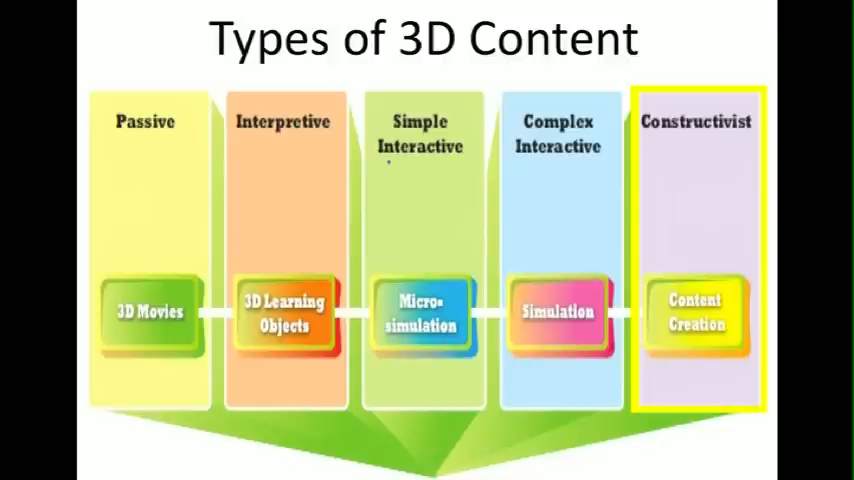 Types of 3D Content
Passive
Interpretive
Simple
Interactive
Complex
Interactive
Constructivist
3D Movies
3D Learning
Objects
Micro-
simulation
Simulation
Content
Creation